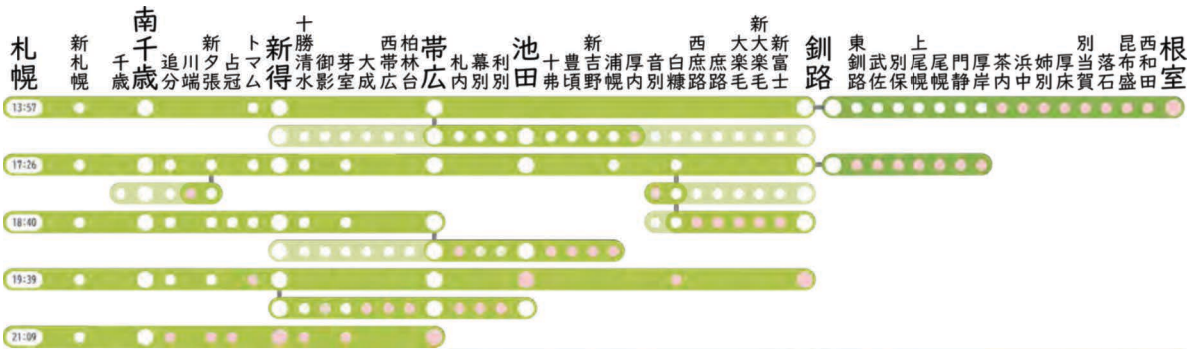 札幌
新札幌
南千歳
千歳
追分
川端
新夕張
占冠
トマム
新得
十勝清水
御影
芽室
大成
西帯広
柏林台
帯広
札内
幕別
利別
池田
十弗
豊頃
新吉野
浦幌
厚内
音別
白糠
西庶路
庶路
大楽毛
新大楽毛
新富士
釧路
東釧路
武佐
別保
上尾幌
尾幌
門静
厚岸
茶内
浜中
姉別
厚床
別当賀
落石
昆布盛
西和田
根室
13:57
17:26
18:40
19:39
21:09